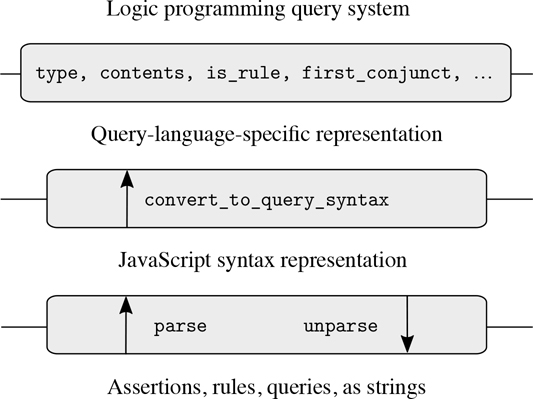 Logic programming query system
type, contents, is_rule, first_conjunct, ...
Query-language-specific representation
convert_to_query_syntax
JavaScript syntax representation
parse unparse
Assertions, rules, queries, as strings